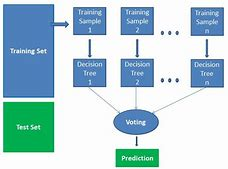 Training Set
Training
Sample
1
Training
Sample
2
Training
Sample
n
Decision
Tree
1
Decision
Tree
2
Decision
Tree
n
Test Set
Voting
Prediction